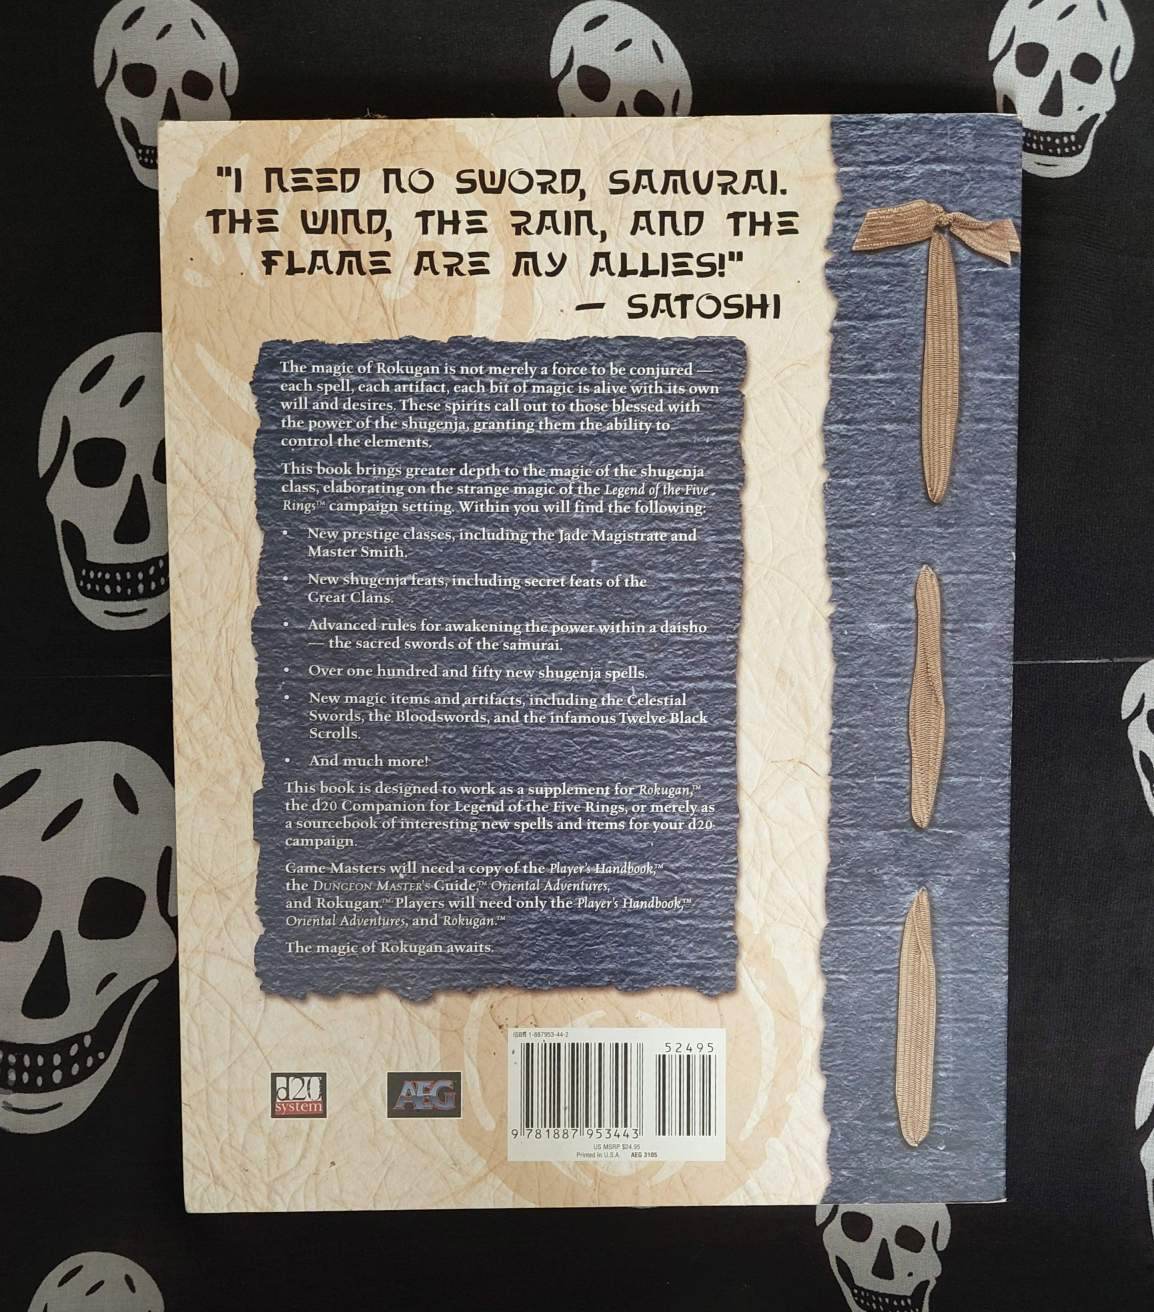 "I NEED NO SWORD, SAMURAI.
THE WIND, THE RAIN, AND THE
FLAME ARE MY ALLIES!"
— SATOSHI
The magic of Rokugan is not merely a force to be conjured —
each spell, each artifact, each bit of magic is alive with its own
will and desires. These spirits call out to those blessed with
the power of the shugenja, granting them the ability to
control the elements.
This book brings greater depth to the magic of the shugenja
class, elaborating on the strange magic of the Legend of the Five
Rings™ campaign setting. Within you will find the following:
• New prestige classes, including the Jade Magistrate and
Master Smith.
• New shugenja feats, including secret feats of the
Great Clans.
• Advanced rules for awakening the power within a daisho
— the sacred swords of the samurai.
• Over one hundred and fifty new shugenja spells.
• New magic items and artifacts, including the Celestial
Swords, the Bloodswords, and the infamous Twelve Black
Scrolls.
• And much more!
This book is designed to work as a supplement for Rokugan,™
the d20 Companion for Legend of the Five Rings, or merely as
a sourcebook of interesting new spells and items for your d20
campaign.
Game Masters will need a copy of the Player's Handbook,™
the DUNGEON MASTER'S Guide,™ Oriental Adventures,
and Rokugan.™ Players will need only the Player's Handbook,™
Oriental Adventures, and Rokugan.™
The magic of Rokugan awaits.
ISBN 1-887953-44-2
52495
9 781887 953443
US MSRP $24.95
Printed in U.S.A. AEG 3105
d20
system
AEG